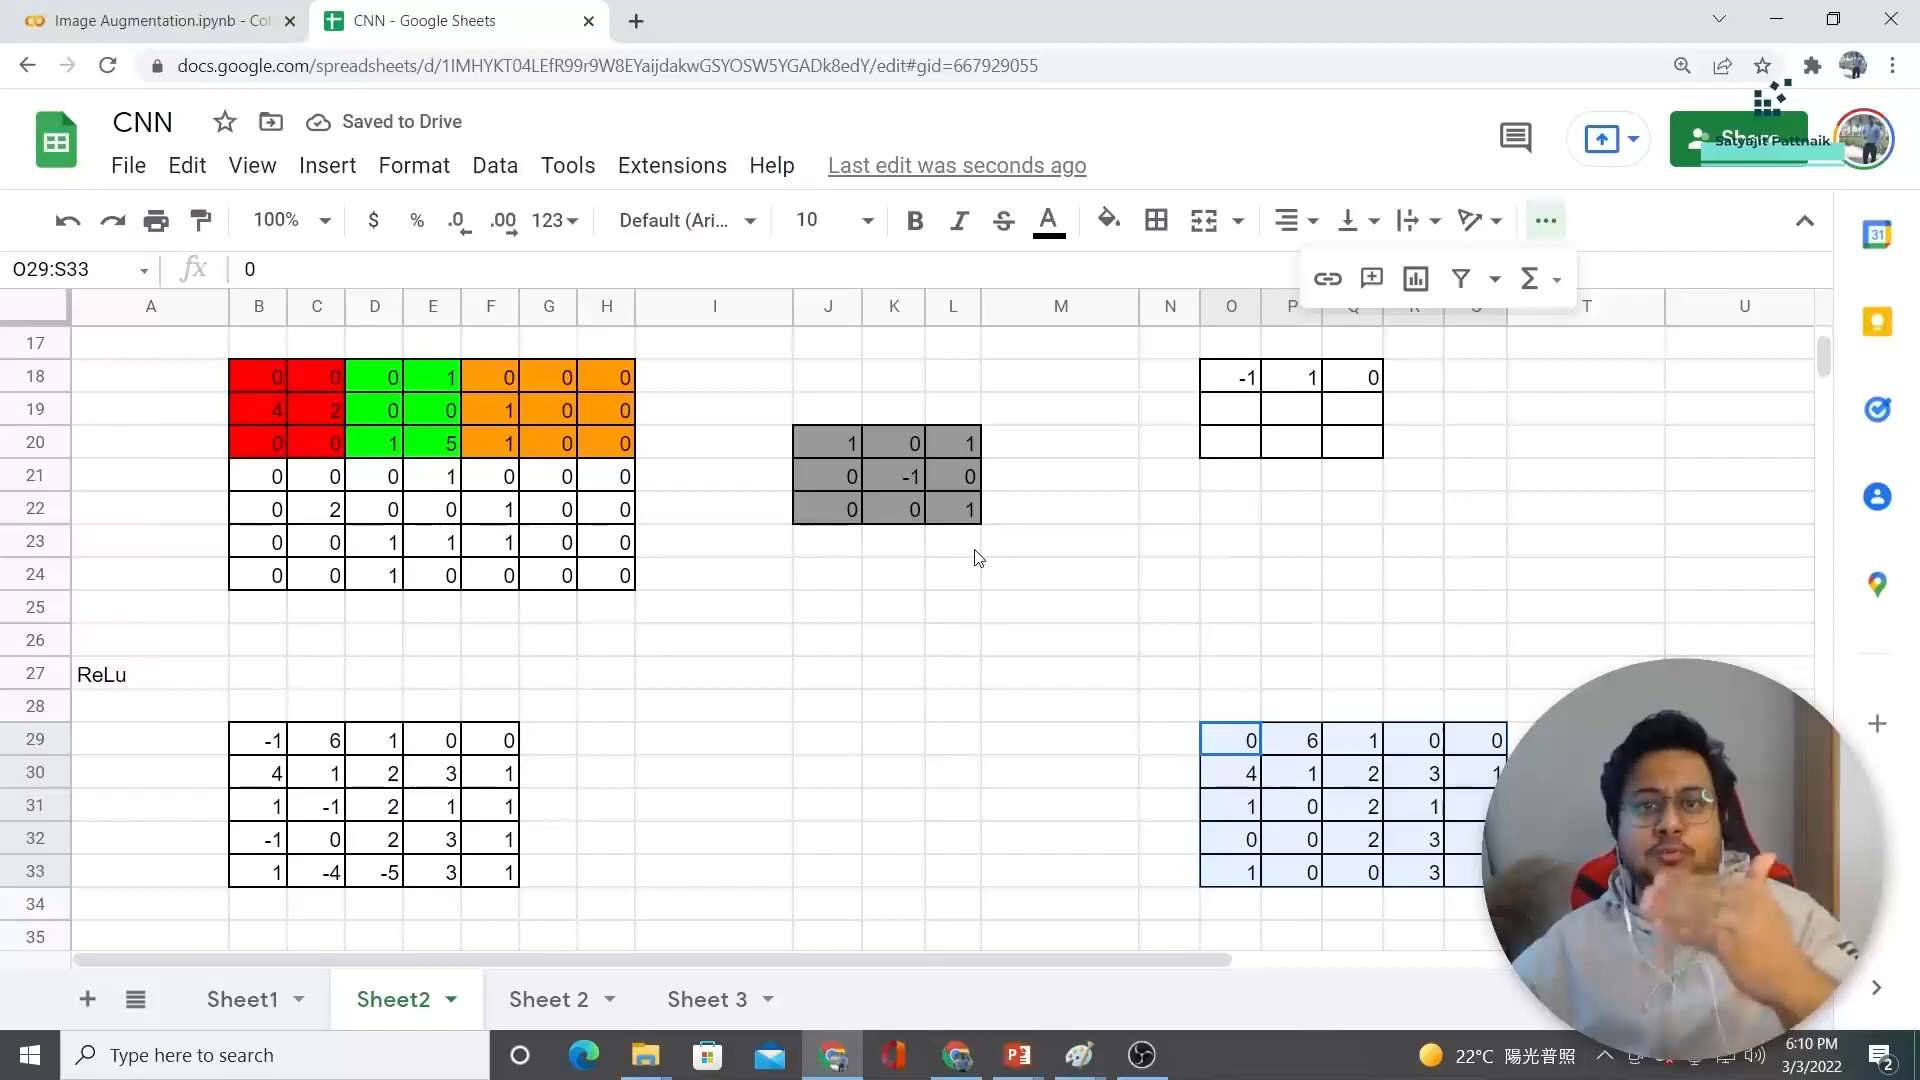 Image Augmentation.ipynb - Col
CNN - Google Sheets
docs.google.com/spreadsheets/d/1IMHYKT04LEfR99r9W8EYaijdakwGSYOSW5YGADk8edY/edit#gid=667929055
CNN
Saved to Drive
Share
Satyajit Pattnaik
File Edit View Insert Format Data Tools Extensions Help Last edit was seconds ago
100% $ % .0 .00 123 Default (Ari... 10 B I S A
31
O29:S33 fx 0
A B C D E F G H I J K L M N O P Q R S T U
17
18 0 0 0 1 0 0 0 -1 1 0
19 4 2 0 0 1 0 0
20 0 0 1 5 1 0 0 1 0 1
21 0 0 0 1 0 0 0 0 -1 0
22 0 2 0 0 1 0 0 0 0 1
23 0 0 1 1 1 0 0
24 0 0 1 0 0 0 0
25
26
27 ReLu
28
29 -1 6 1 0 0 0 6 1 0 0
30 4 1 2 3 1 4 1 2 3 1
31 1 -1 2 1 1 1 0 2 1
32 -1 0 2 3 1 0 0 2 3
33 1 -4 -5 3 1 1 0 0 3
34
35
Sheet1 Sheet2 Sheet 2 Sheet 3
Type here to search
22°C 陽光普照
6:10 PM
3/3/2022
2